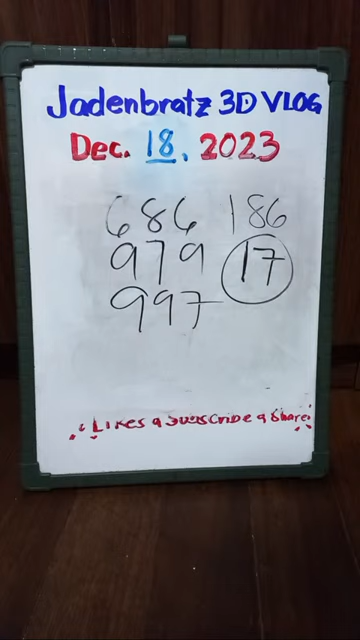 Jadenbratz 3D VLOG
Dec. 18. 2023
686 186
979 17
997
Likes & Subscribe & Share!